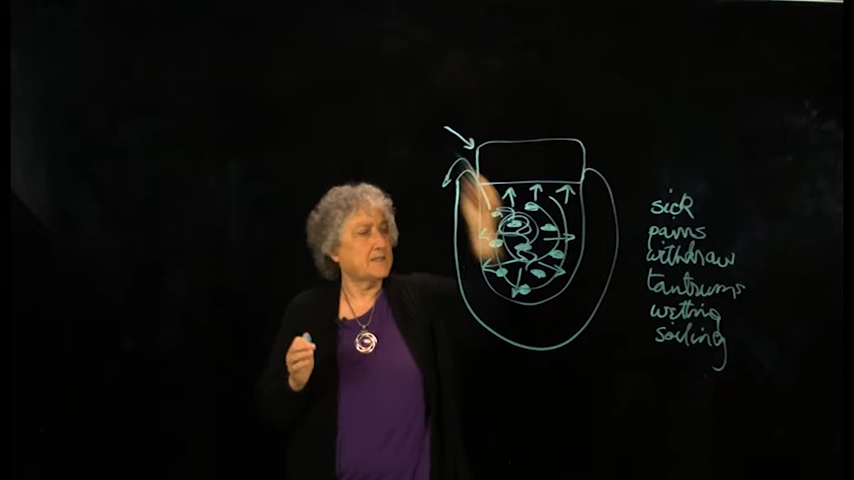 sick
pains
withdraw
tantrums
wetting
soiling